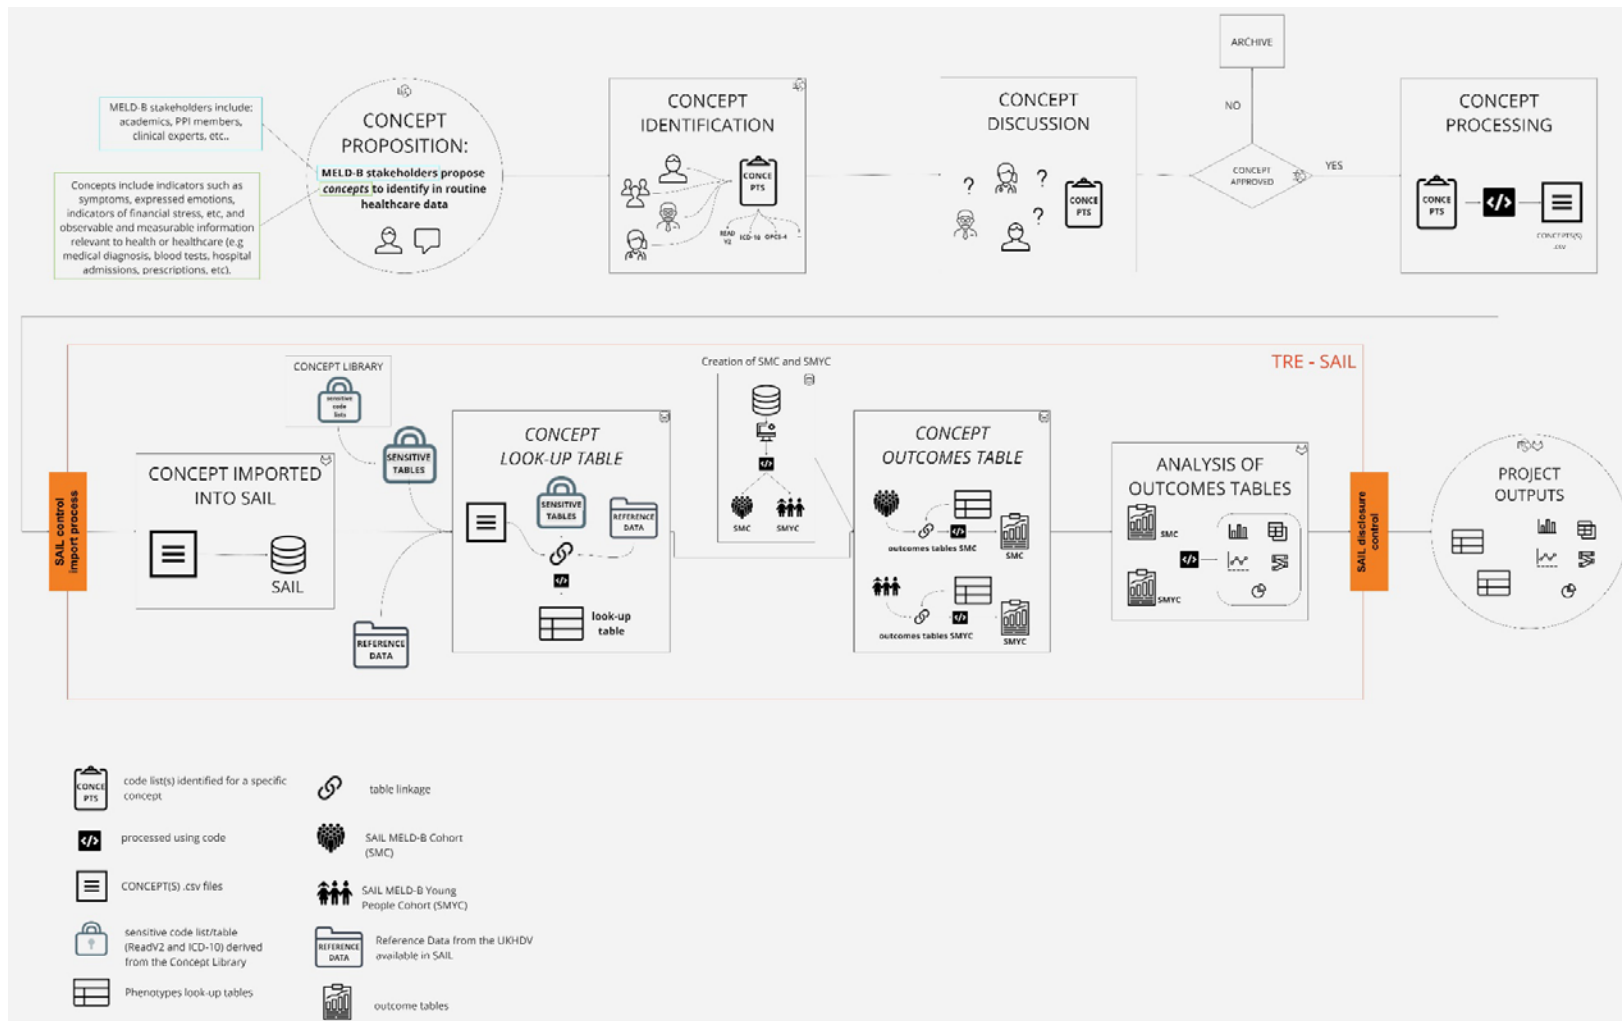 ARCHIVE
NO
MELD-B stakeholders include:
academics, PPI members,
clinical experts, etc..
Concepts include indicators such as
symptoms, expressed emotions,
indicators of financial stress, etc, and
observable and measurable information
relevant to health or healthcare (e.g
medical diagnosis, blood tests, hospital
admissions, prescriptions, etc).
CONCEPT
PROPOSITION:
MELD-B stakeholders propose
concepts to identify in routine
healthcare data
CONCEPT
IDENTIFICATION
CONCE
PTS
READ
V2
ICD-10
OPCS-4
CONCEPT
DISCUSSION
?
?
?
CONCE
PTS
CONCEPT
APPROVED
YES
CONCEPT
PROCESSING
CONCE
PTS
</>
CONCEPTS(S)
.csv
TRE - SAIL
SAIL control
import process
CONCEPT IMPORTED
INTO SAIL
SAIL
CONCEPT LIBRARY
sensitive
code
lists
SENSITIVE
TABLES
REFERENCE
DATA
CONCEPT
LOOK-UP TABLE
SENSITIVE
TABLES
REFERENCE
DATA
</>
look-up
table
Creation of SMC and SMYC
</>
SMC
SMYC
CONCEPT
OUTCOMES TABLE
</>
outcomes tables SMC
SMC
</>
outcomes tables SMYC
SMYC
ANALYSIS OF
OUTCOMES TABLES
SMC
</>
SMYC
SAIL disclosure
control
PROJECT
OUTPUTS
CONCE
PTS
code list(s) identified for a specific
concept
</>
processed using code
CONCEPT(S) .csv files
sensitive code list/table
(ReadV2 and ICD-10) derived
from the Concept Library
Phenotypes look-up tables
table linkage
SAIL MELD-B Cohort
(SMC)
SAIL MELD-B Young
People Cohort (SMYC)
REFERENCE
DATA
Reference Data from the UKHDV
available in SAIL
outcome tables